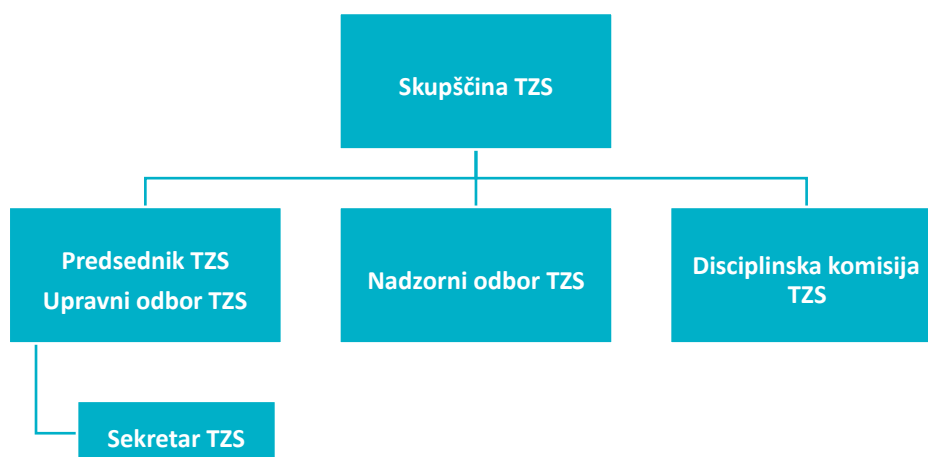 Skupščina TZS
Predsednik TZS
Upravni odbor TZS
Nadzorni odbor TZS
Disciplinska komisija
TZS
Sekretar TZS